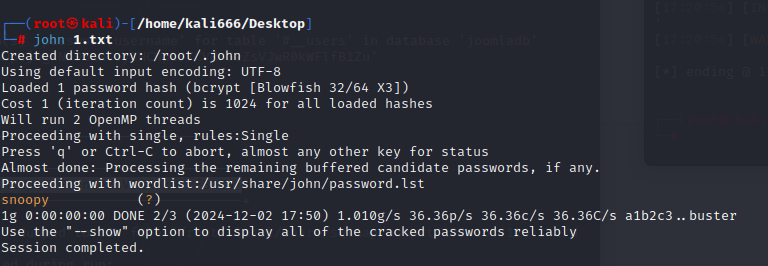 ┌──(root㉿kali)-[/home/kali666/Desktop]
└─# john 1.txt
Created directory: /root/.john
Using default input encoding: UTF-8
Loaded 1 password hash (bcrypt [Blowfish 32/64 X3])
Cost 1 (iteration count) is 1024 for all loaded hashes
Will run 2 OpenMP threads
Proceeding with single, rules:Single
Press 'q' or Ctrl-C to abort, almost any other key for status
Almost done: Processing the remaining buffered candidate passwords, if any.
Proceeding with wordlist:/usr/share/john/password.lst
snoopy           (?)
1g 0:00:00:00 DONE 2/3 (2024-12-02 17:50) 1.010g/s 36.36p/s 36.36c/s 36.36C/s a1b2c3..buster
Use the "--show" option to display all of the cracked passwords reliably
Session completed.